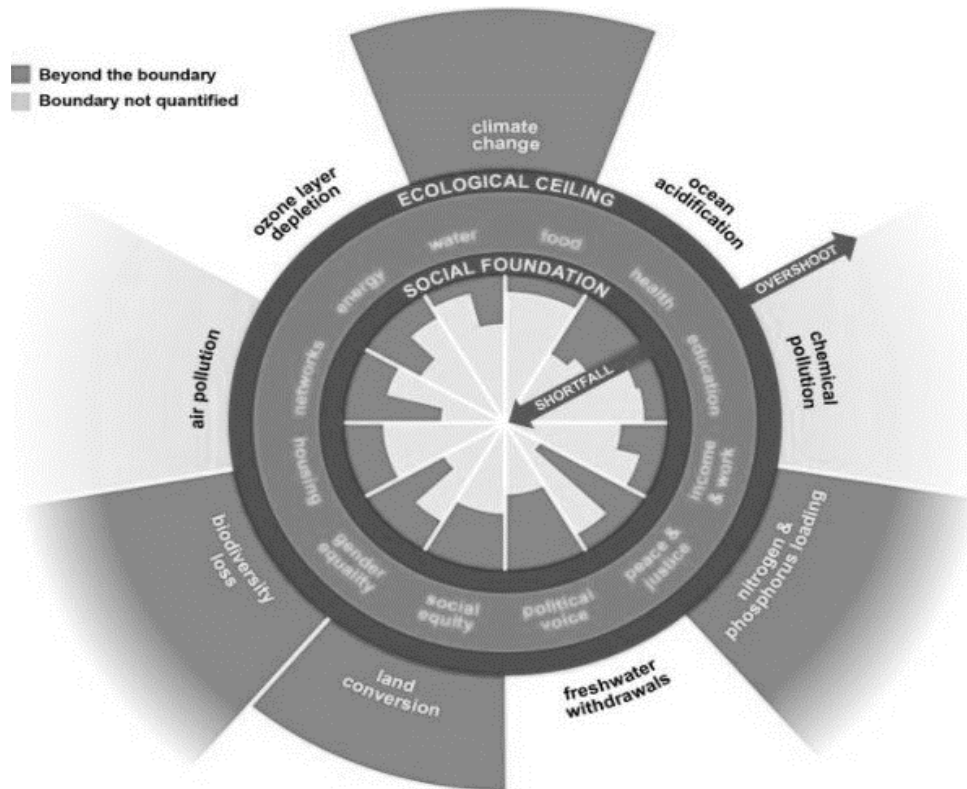 Beyond the boundary
Boundary not quantified
climate
change
ozone layer
depletion
ocean
acidification
ECOLOGICAL CEILING
OVERSHOOT
water
food
energy
health
SOCIAL FOUNDATION
air pollution
networks
education
chemical
pollution
SHORTFALL
housing
income
& work
biodiversity
loss
gender
equality
peace &
justice
nitrogen &
phosphorus loading
social
equity
political
voice
land
conversion
freshwater
withdrawals